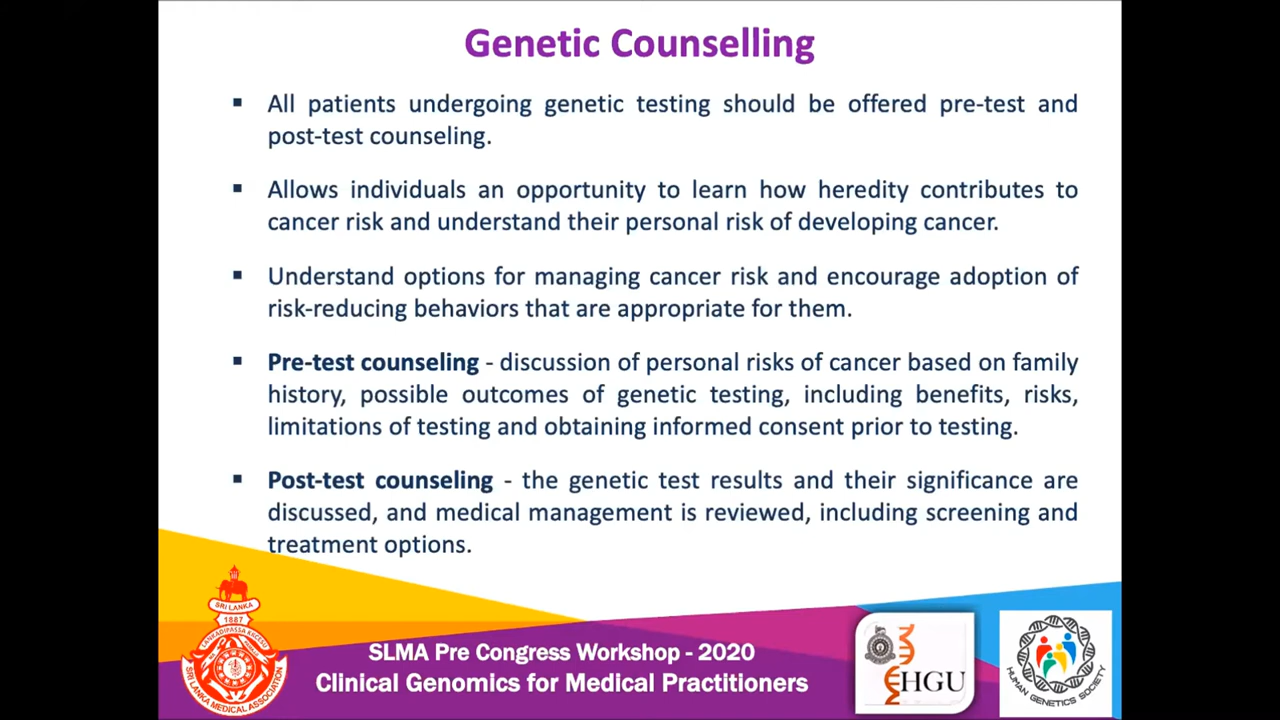 Genetic Counselling
▪ All patients undergoing genetic testing should be offered pre-test and
post-test counseling.
▪ Allows individuals an opportunity to learn how heredity contributes to
cancer risk and understand their personal risk of developing cancer.
▪ Understand options for managing cancer risk and encourage adoption of
risk-reducing behaviors that are appropriate for them.
▪ Pre-test counseling - discussion of personal risks of cancer based on family
history, possible outcomes of genetic testing, including benefits, risks,
limitations of testing and obtaining informed consent prior to testing.
▪ Post-test counseling - the genetic test results and their significance are
discussed, and medical management is reviewed, including screening and
treatment options.
SRI LANKA
1887
SRI LANKA MEDICAL ASSOCIATION
SLMA Pre Congress Workshop - 2020
Clinical Genomics for Medical Practitioners
HGU
HUMAN GENETICS SOCIETY